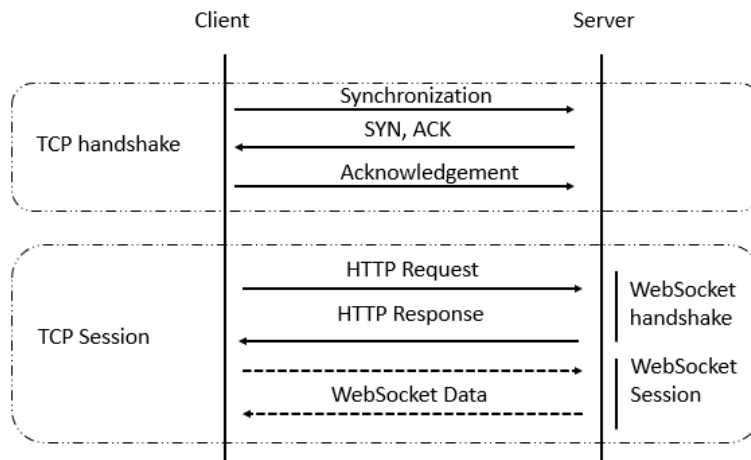 Client
Server
Synchronization
SYN, ACK
TCP handshake
Acknowledgement
HTTP Request
WebSocket
handshake
HTTP Response
TCP Session
WebSocket
Session
WebSocket Data